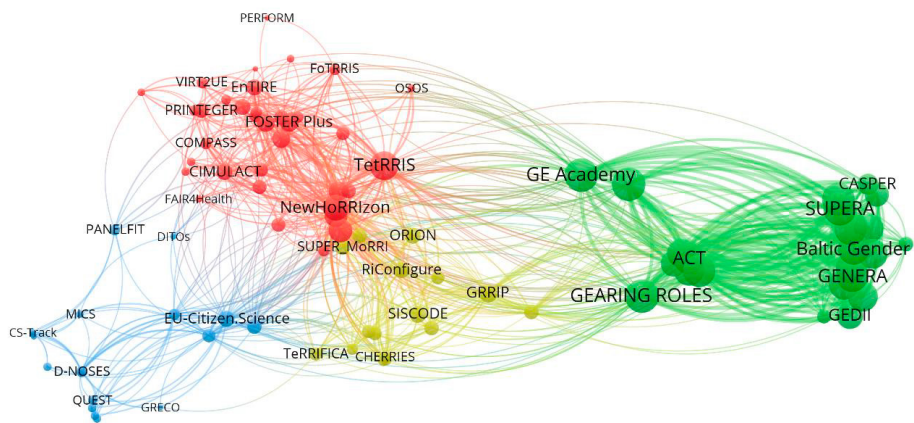 PERFORM
FoTRRIS
VIRT2UE
EnTIRE
OSOS
PRINTEGER
FOSTER Plus
COMPASS
TetRRIS
CIMULACT
GE Academy
CASPER
FAIR4Health
NewHoRRIzon
SUPERA
PANELFIT
DITOs
ORION
SUPER_MoRRI
Baltic Gender
ACT
RiConfigure
GENERA
GRRIP
GEARING ROLES
MICS
EU-Citizen.Science
SISCODE
GEDII
CS-Track
TeRRIFICA
CHERRIES
D-NOSES
QUEST
GRECO